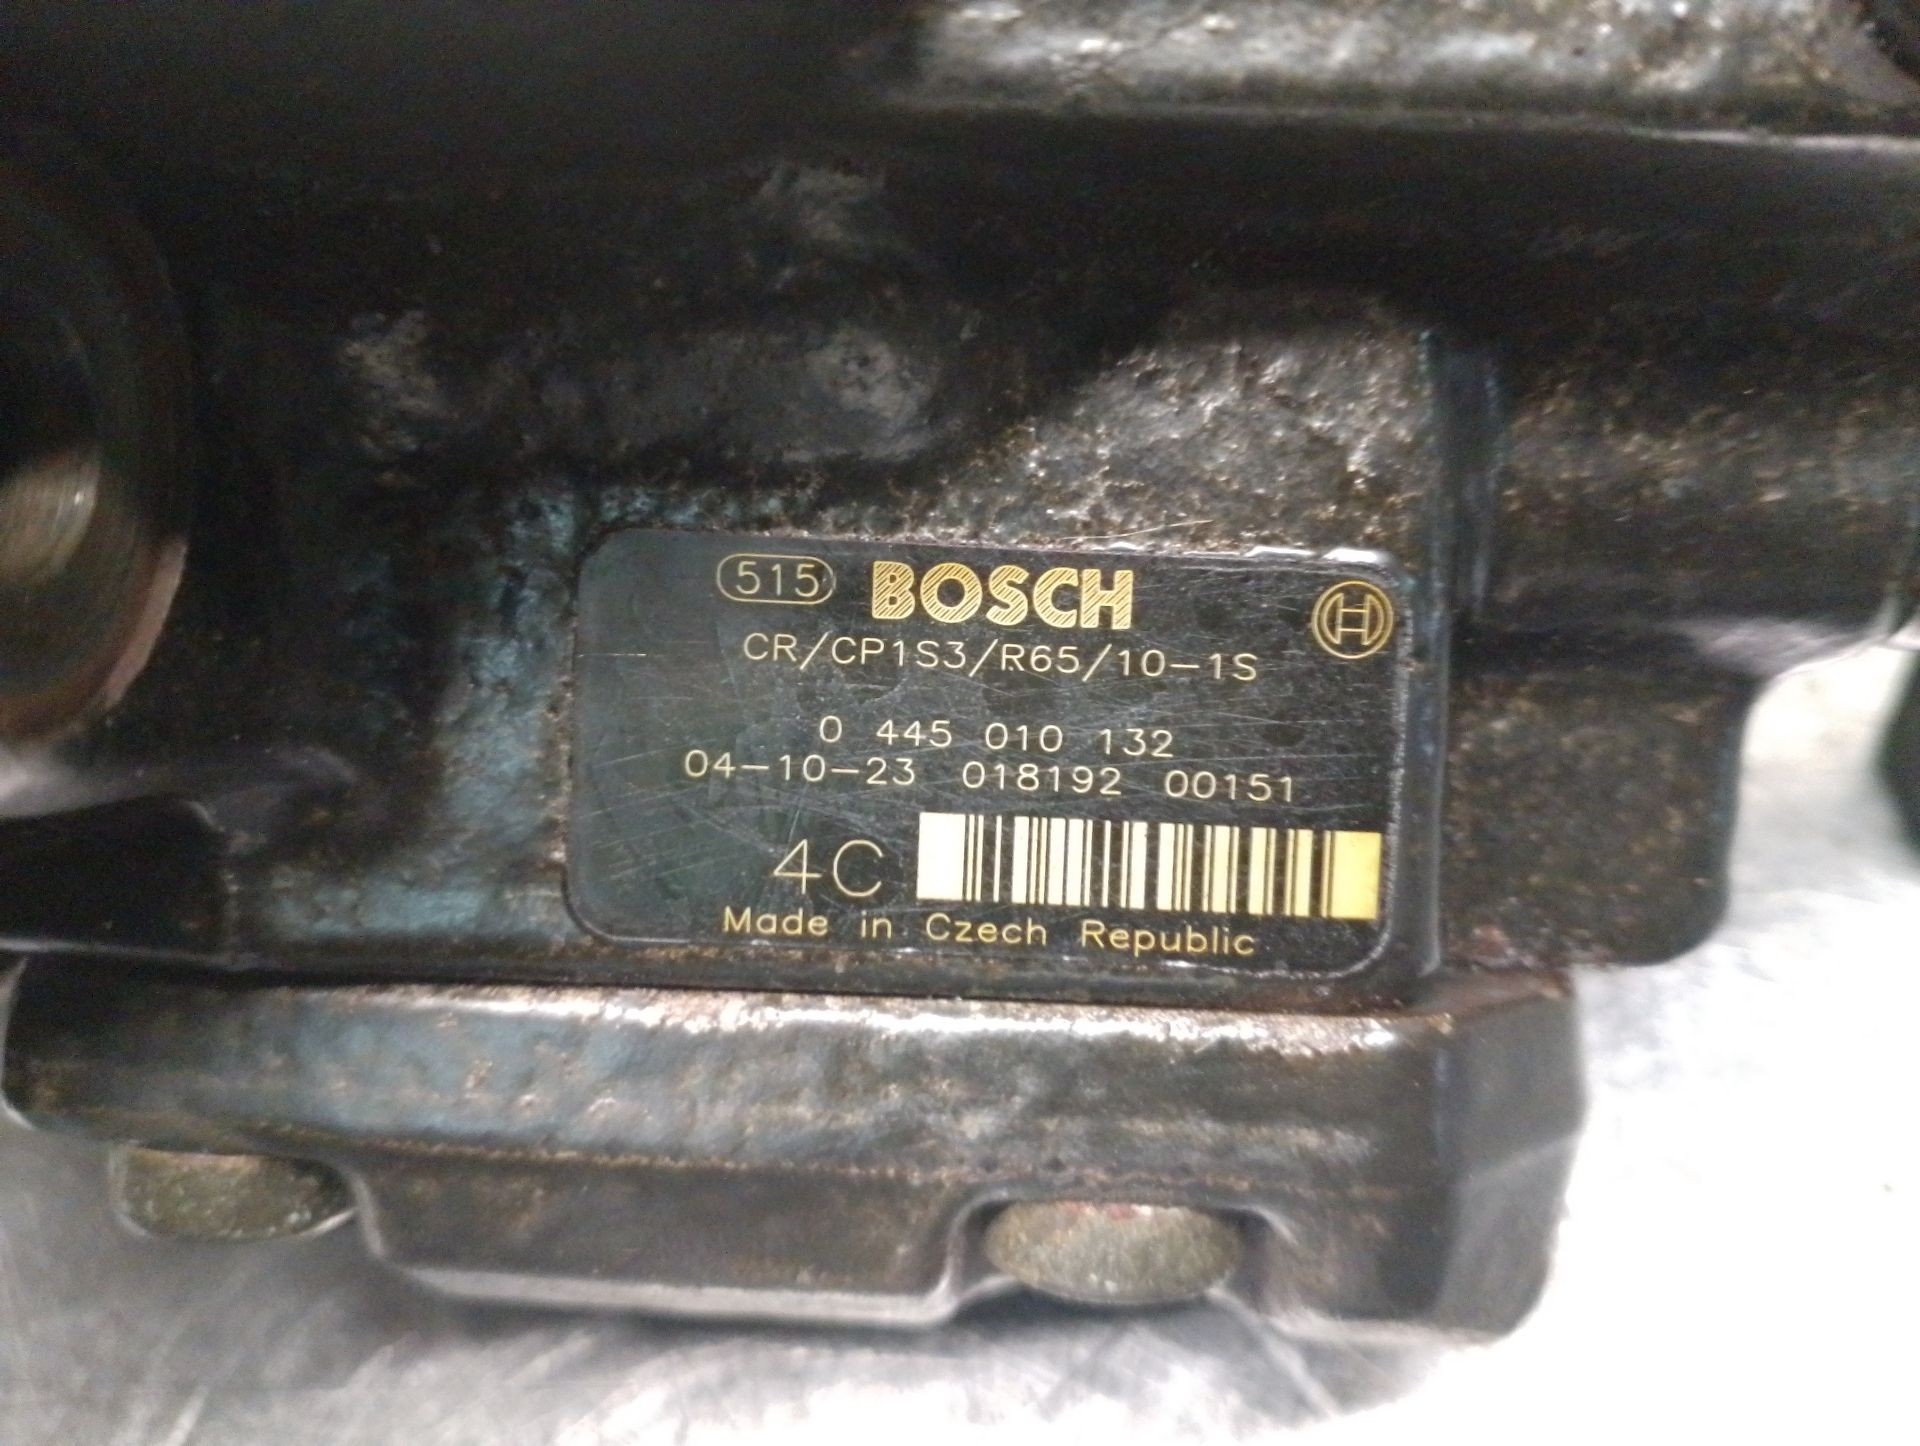 515 BOSCH
CR/CP1S3/R65/10-1S
0 445 010 132
04-10-23 018192 00151
4C
Made in Czech Republic